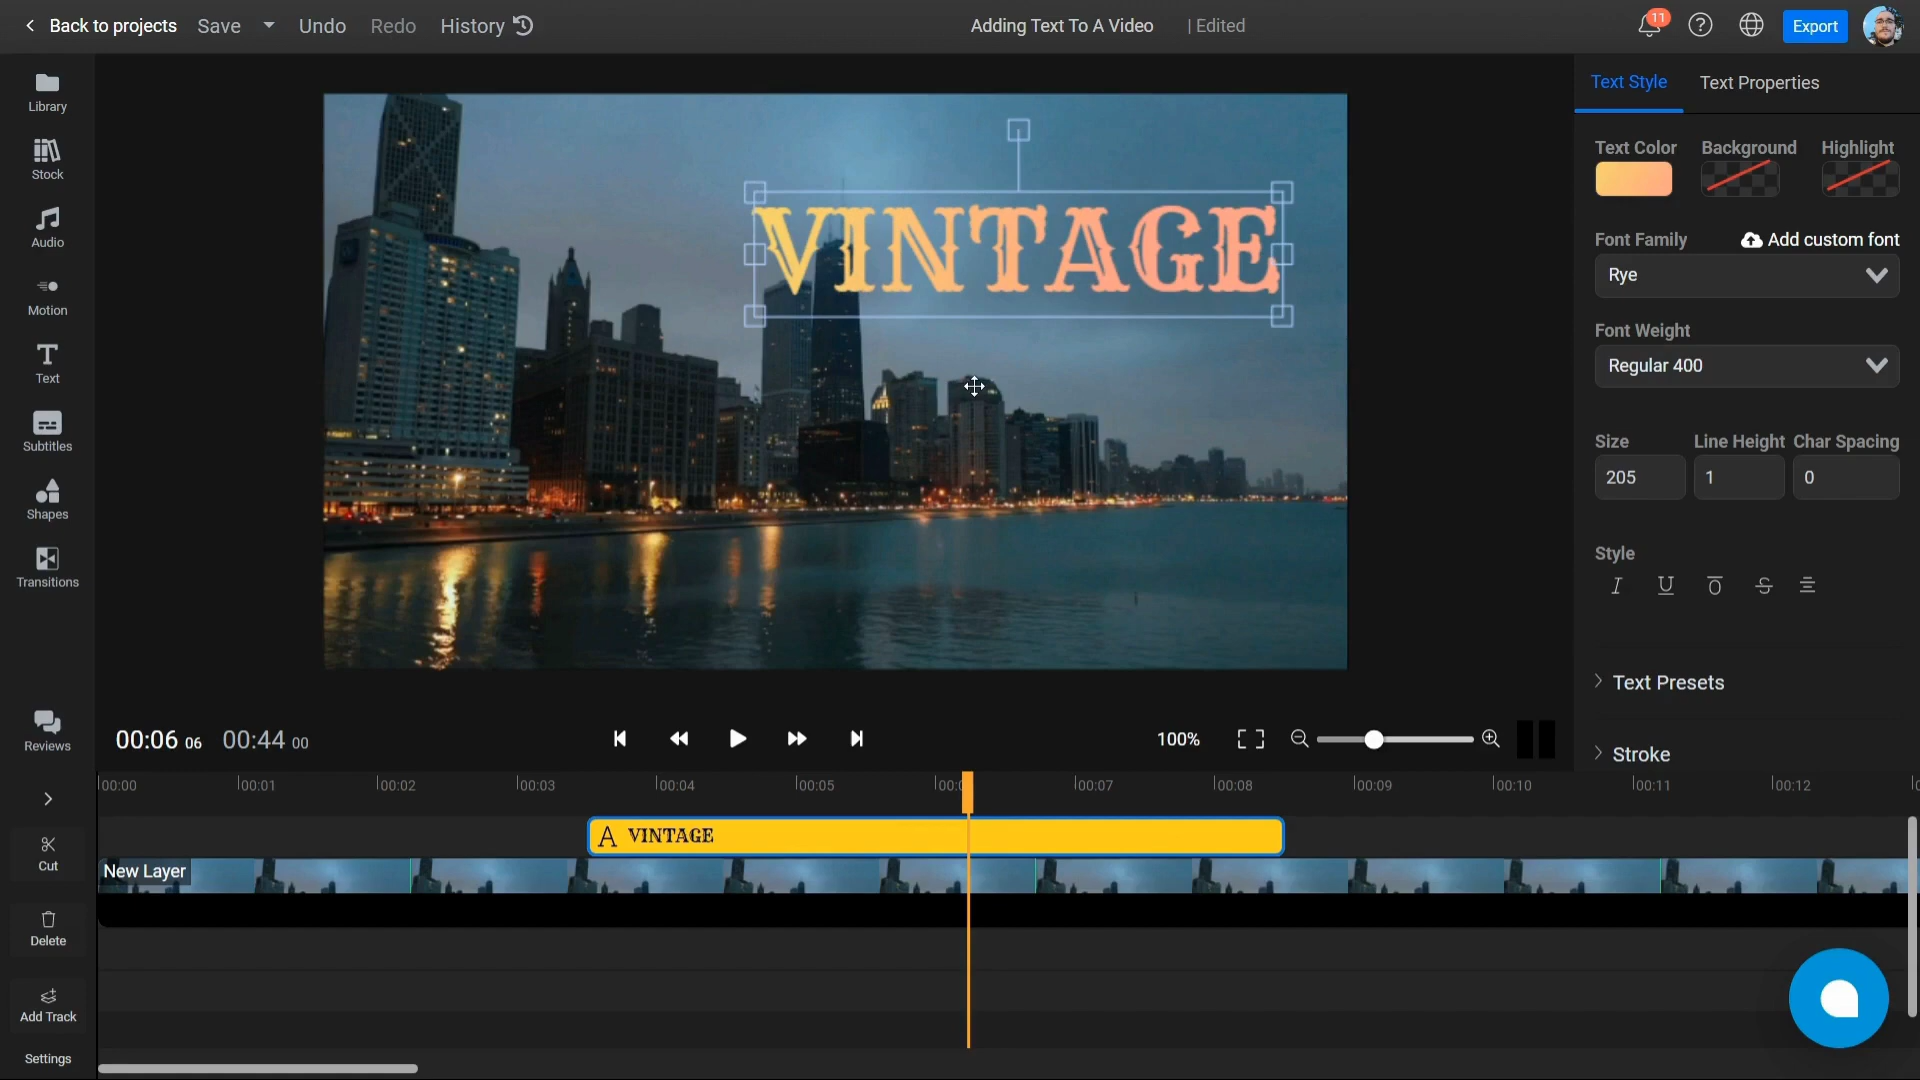 Back to projects Save Undo Redo History Adding Text To A Video | Edited 11 Export
Library
Stock
Audio
Motion
Text
Subtitles
Shapes
Transitions
Reviews
VINTAGE
Text Style Text Properties
Text Color Background Highlight
Font Family Add custom font
Rye
Font Weight
Regular 400
Size Line Height Char Spacing
205 1 0
Style
Text Presets
Stroke
00:06 06 00:44 00 100%
00:00 00:01 00:02 00:03 00:04 00:05 00:07 00:08 00:09 00:10 00:11 00:12
A VINTAGE
New Layer
Cut
Delete
Add Track
Settings